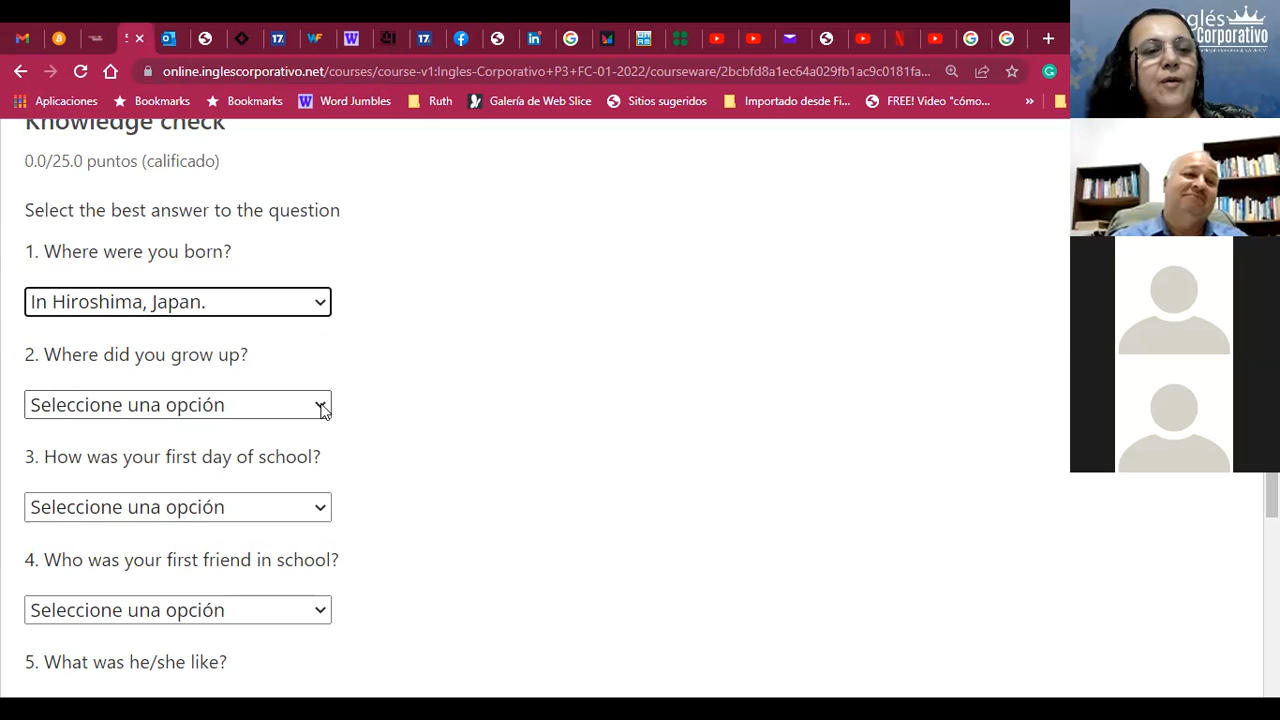 Inglés
Corporativo
online.inglescorporativo.net/courses/course-v1:Ingles-Corporativo+P3+FC-01-2022/courseware/2bcbfd8a1ec64a029fb1ac9c0181fa...
Aplicaciones Bookmarks Bookmarks Word Jumbles Ruth Galería de Web Slice Sitios sugeridos Importado desde Fi... FREE! Video "cómo... »
Knowledge check
0.0/25.0 puntos (calificado)
Select the best answer to the question
1. Where were you born?
In Hiroshima, Japan.
2. Where did you grow up?
Seleccione una opción
3. How was your first day of school?
Seleccione una opción
4. Who was your first friend in school?
Seleccione una opción
5. What was he/she like?